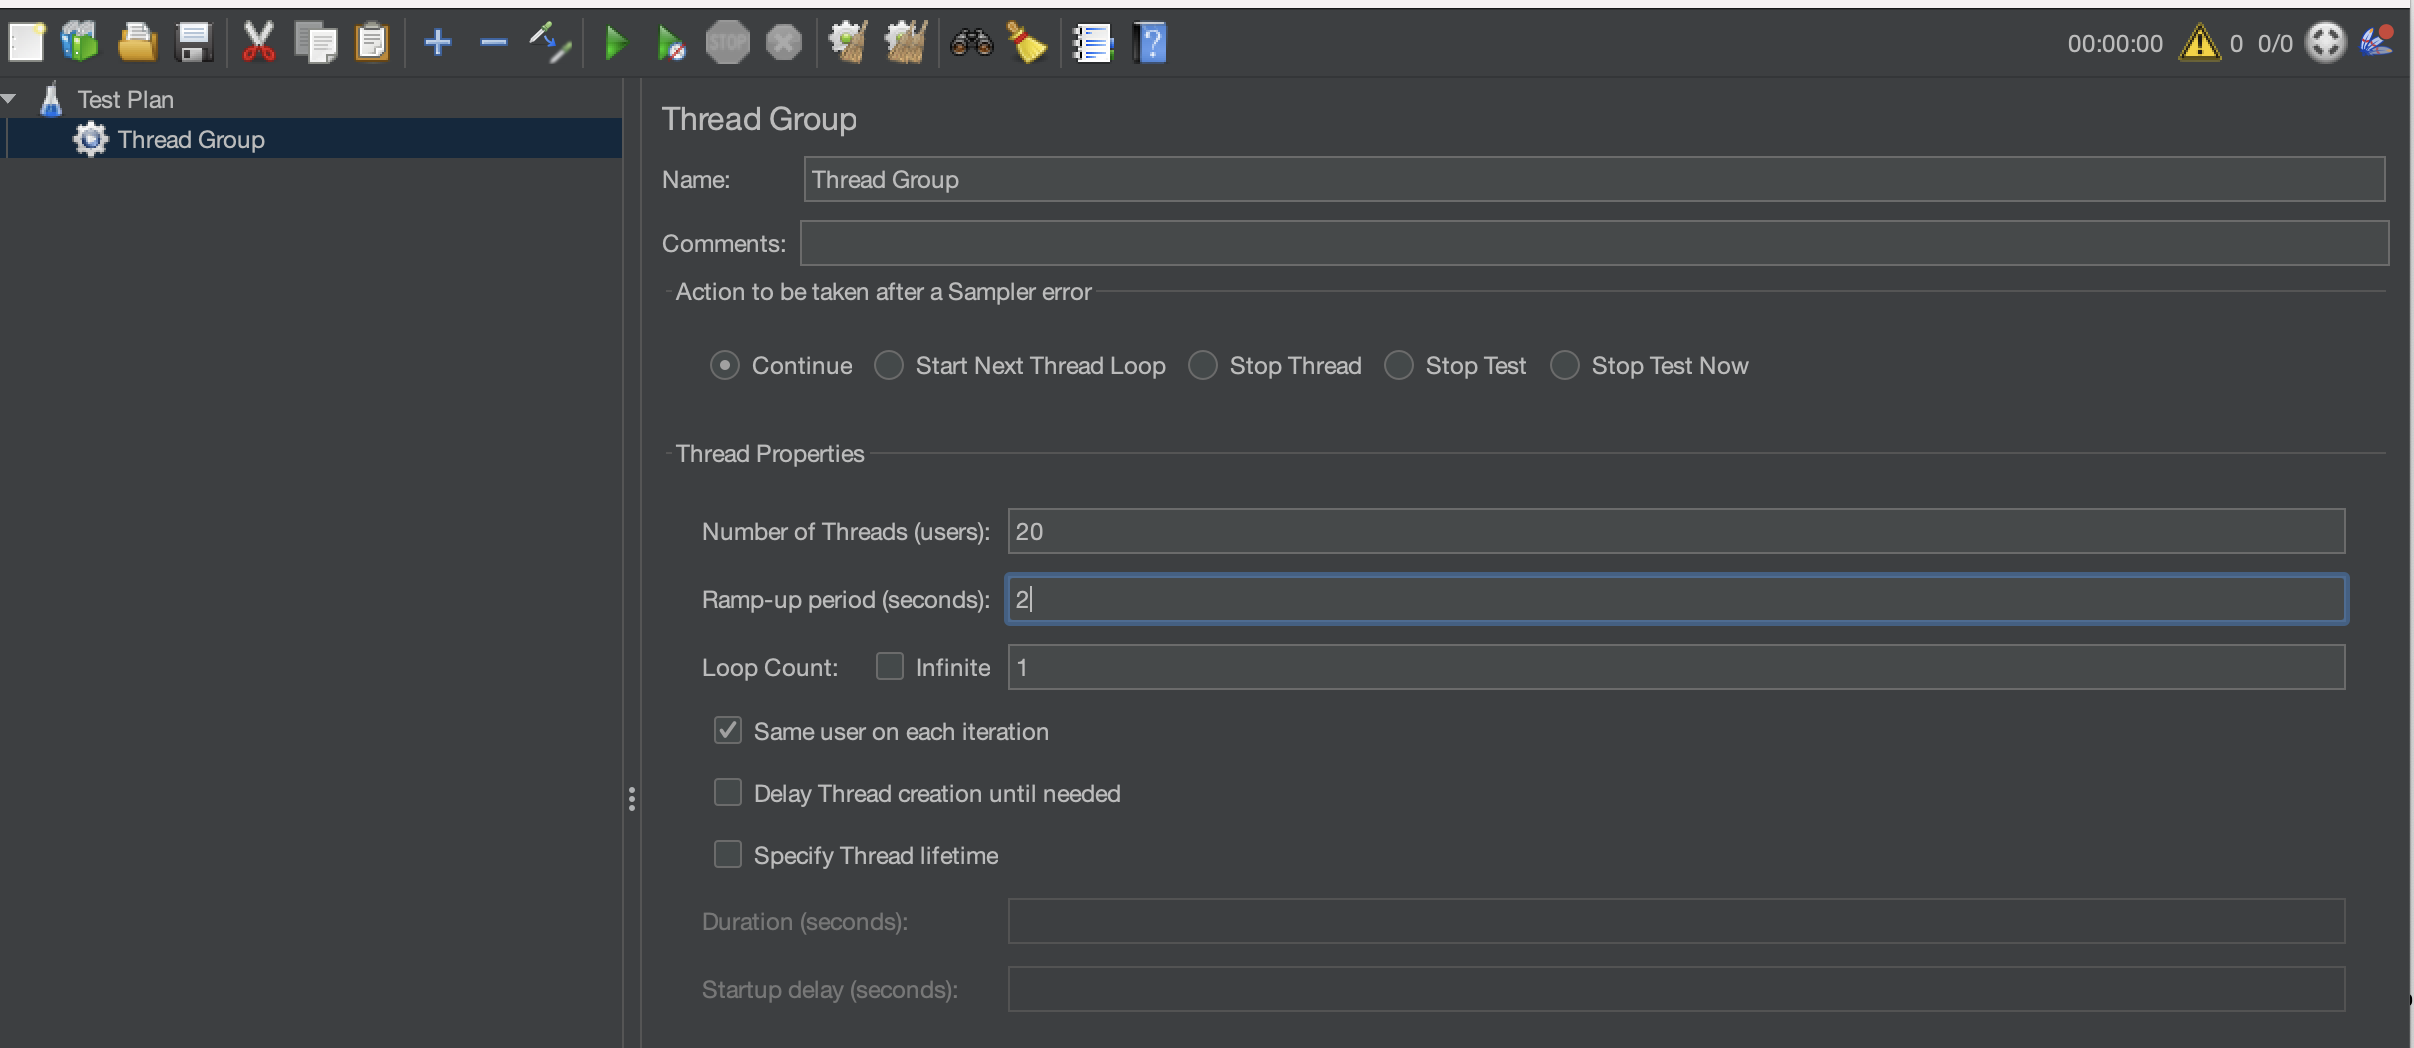 STOP
00:00:00 0 0/0
Test Plan
Thread Group
Thread Group
Name: Thread Group
Comments:
Action to be taken after a Sampler error
Continue Start Next Thread Loop Stop Thread Stop Test Stop Test Now
Thread Properties
Number of Threads (users): 20
Ramp-up period (seconds): 2
Loop Count: Infinite 1
Same user on each iteration
Delay Thread creation until needed
Specify Thread lifetime
Duration (seconds):
Startup delay (seconds):